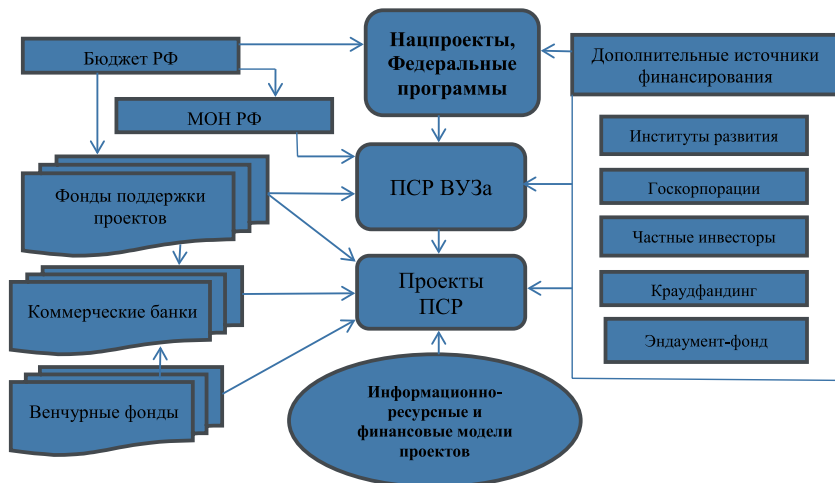 Бюджет РФ
МОН РФ
Фонды поддержки
проектов
Коммерческие банки
Венчурные фонды
Нацпроекты,
Федеральные
программы
ПСР ВУЗа
Проекты
ПСР
Информационно-
ресурсные и
финансовые модели
проектов
Дополнительные источники
финансирования
Институты развития
Госкорпорации
Частные инвесторы
Краудфандинг
Эндаумент-фонд